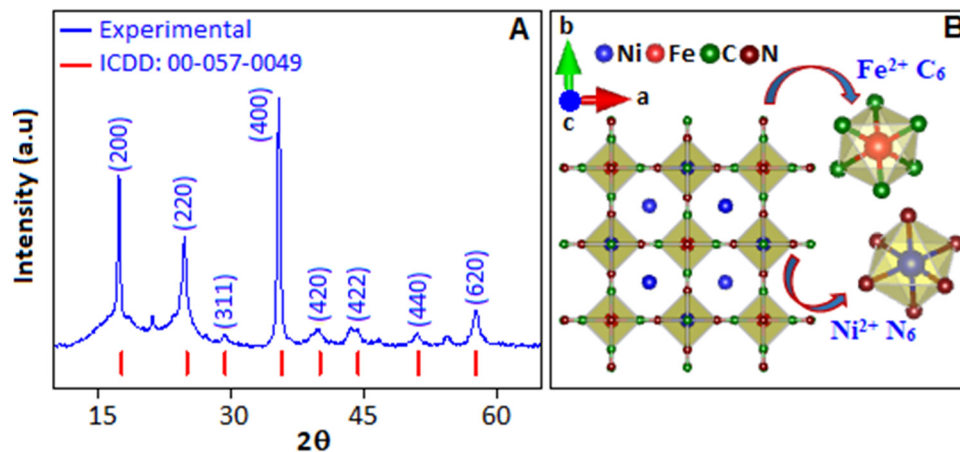 A
Experimental
ICDD: 00-057-0049
Intensity (a.u)
(200)
(220)
(311)
(400)
(420)
(422)
(440)
(620)
15 30 45 60
2θ
B
b
a
c
Ni Fe C N
Fe²⁺ C₆
Ni²⁺ N₆